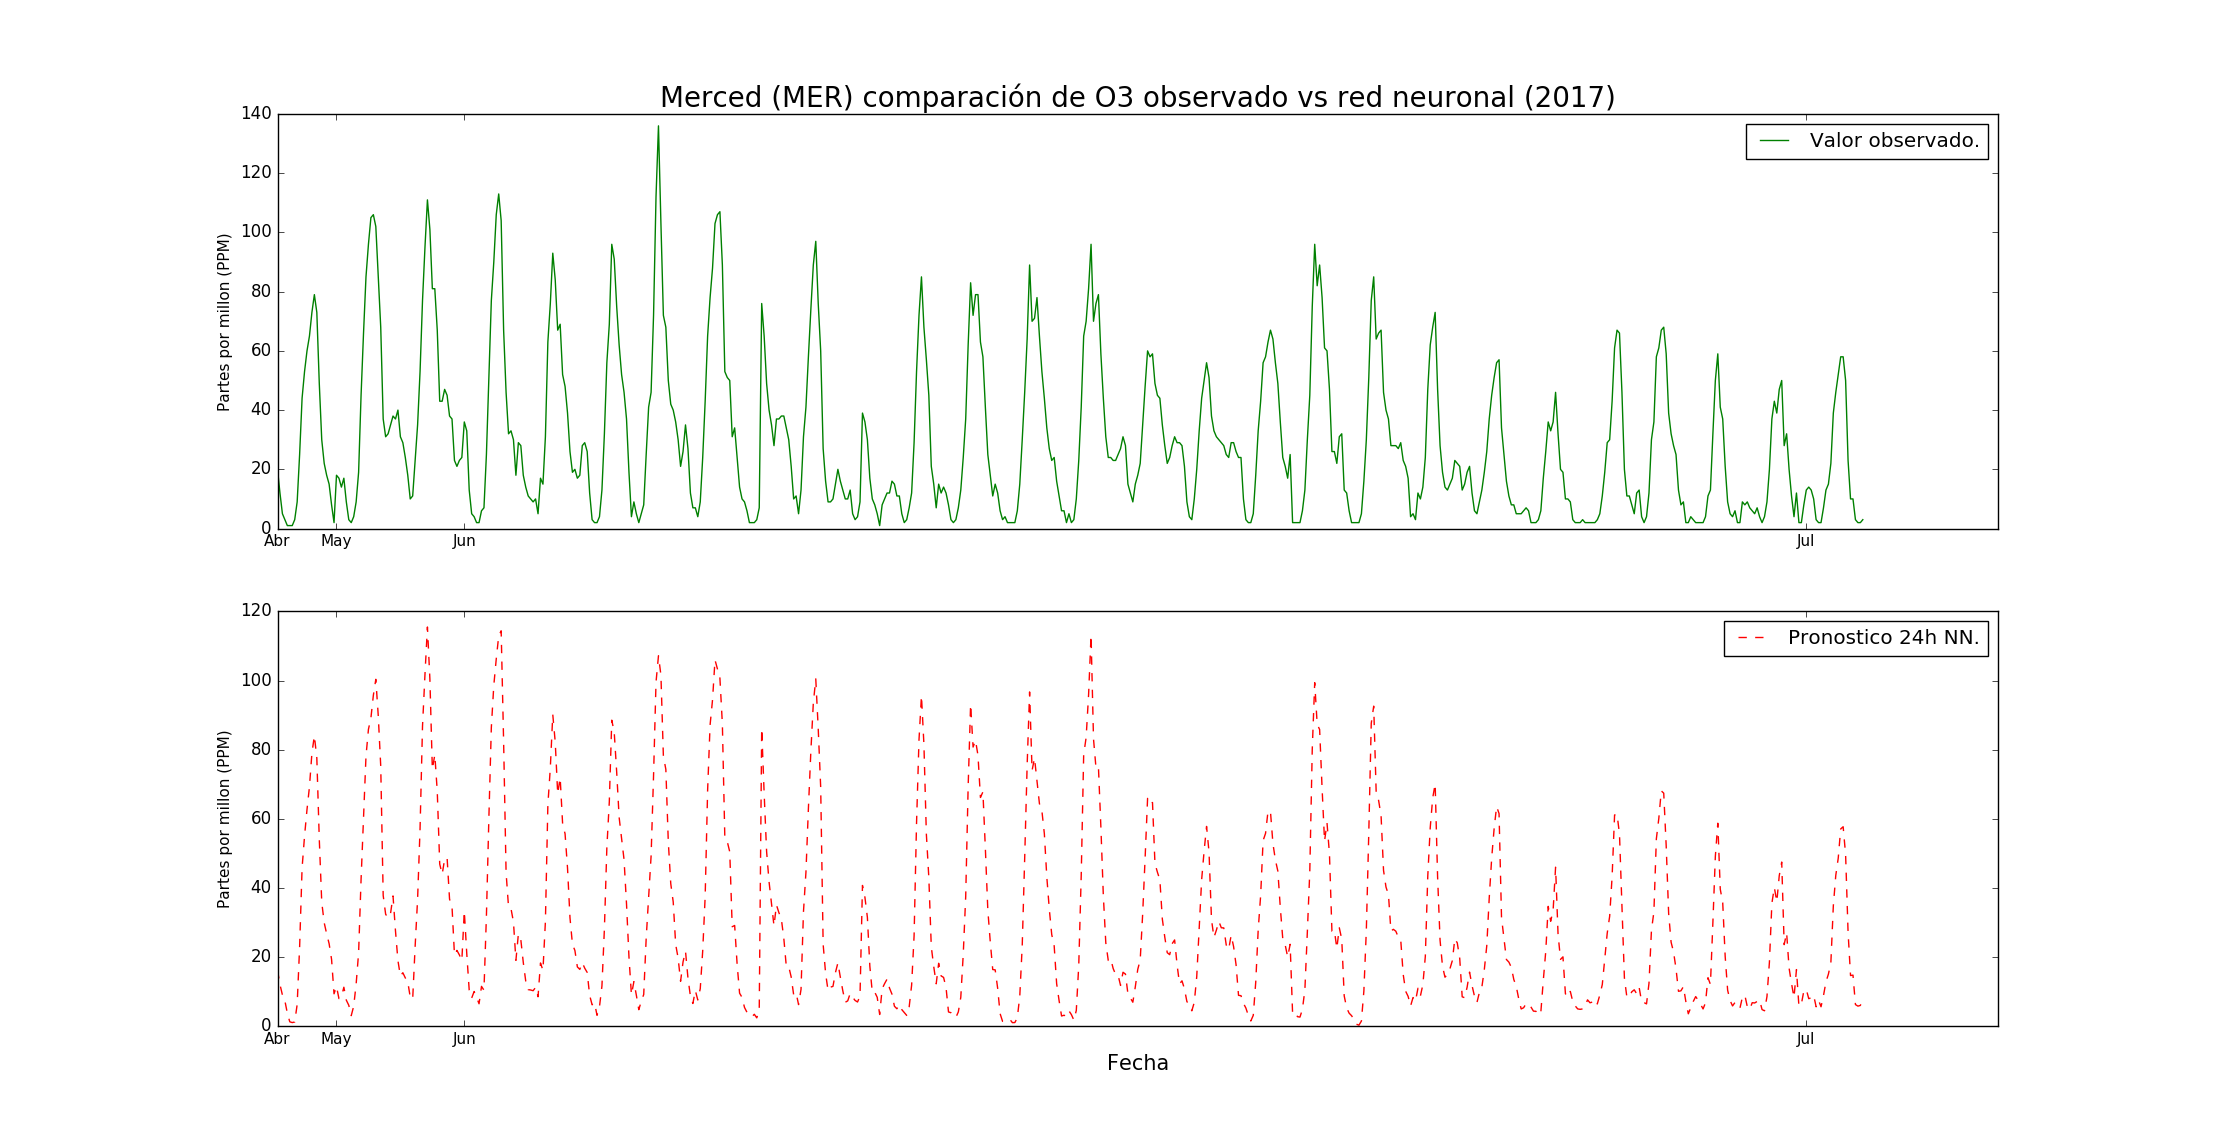 Merced (MER) comparación de O3 observado vs red neuronal (2017)
140
120
100
80
60
40
20
0
Partes por millon (PPM)
Valor observado.
Abr May Jun Jul
120
100
80
60
40
20
0
Partes por millon (PPM)
Pronostico 24h NN.
Abr May Jun Jul
Fecha